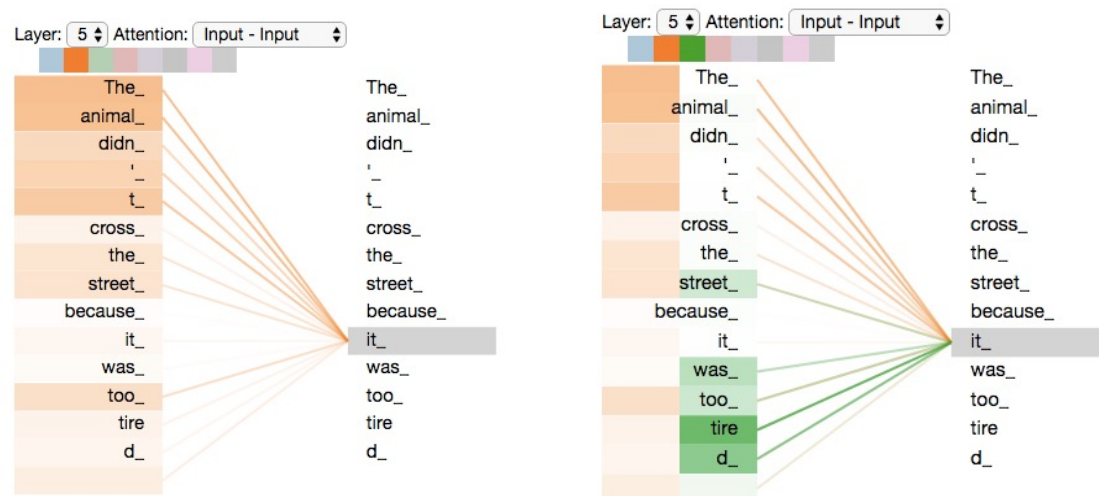 Layer: 5 Attention: Input - Input
The_ The_
animal_ animal_
didn_ didn_
'_ '_
t_ t_
cross_ cross_
the_ the_
street_ street_
because_ because_
it_ it_
was_ was_
too_ too_
tire tire
d_ d_
Layer: 5 Attention: Input - Input
The_ The_
animal_ animal_
didn_ didn_
'_ '_
t_ t_
cross_ cross_
the_ the_
street_ street_
because_ because_
it_ it_
was_ was_
too_ too_
tire tire
d_ d_